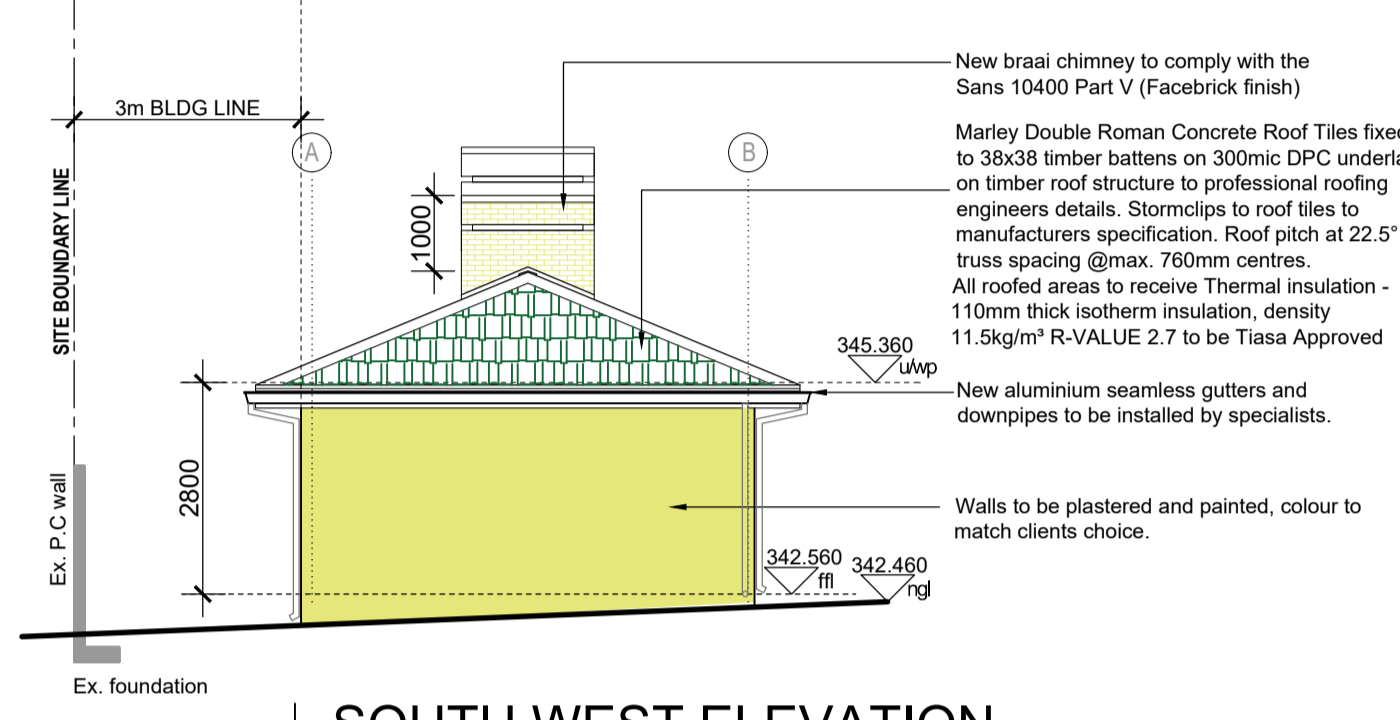 New braai chimney to comply with the
Sans 10400 Part V (Facebrick finish)
3m BLDG LINE
A
B
Marley Double Roman Concrete Roof Tiles fixed
to 38x38 timber battens on 300mic DPC
on timber roof structure to professional roofing
engineers details. Stormclips to roof tiles to
manufacturers specification. Roof pitch at 22.5°
truss spacing @max. 760mm centres.
All roofed areas to receive Thermal insulation -
110mm thick isotherm insulation, density
11.5kg/m³ R-VALUE 2.7 to be Tiasa Approved
SITE BOUNDARY LINE
1000
345.360
u/wp
New aluminium seamless gutters and
downpipes to be installed by specialists.
2800
Ex. P.C wall
Walls to be plastered and painted, colour to
match clients choice.
342.560
ffl
342.460
ngl
Ex. foundation
SOUTH WEST ELEVATION